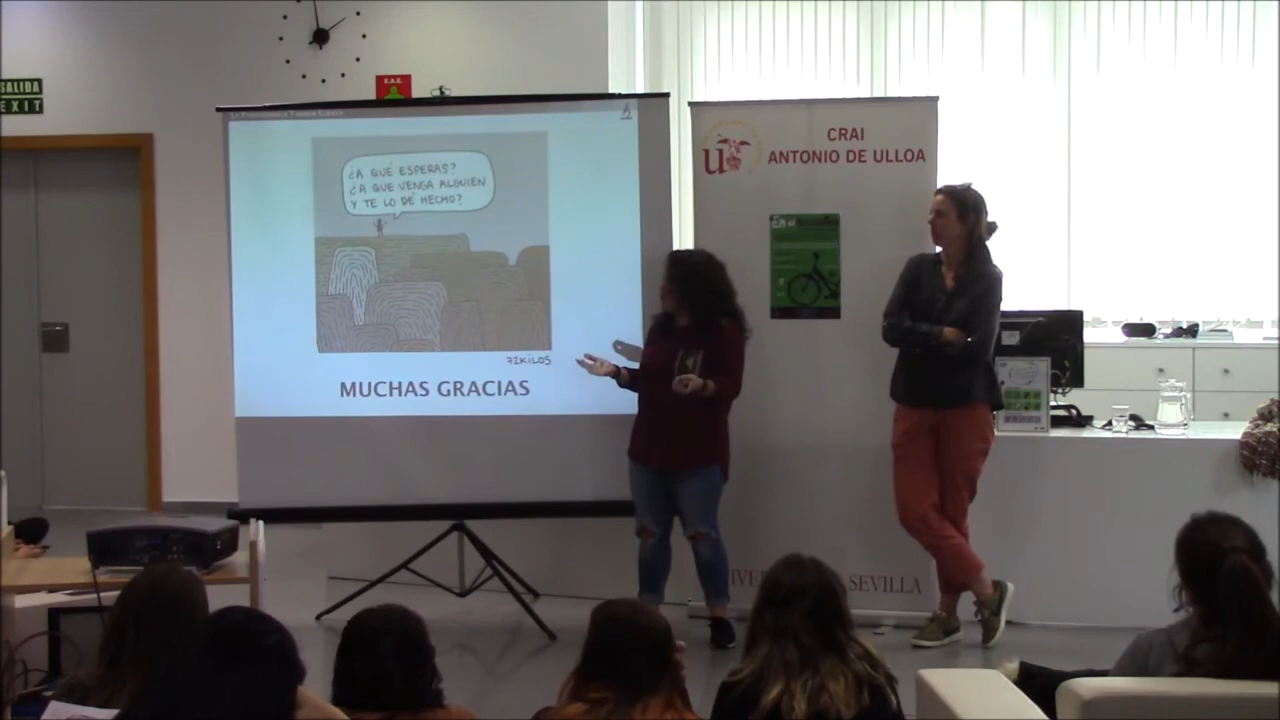 SALIDA
EXIT
E.A.E.
¿A QUÉ ESPERAS?
¿A QUE VENGA ALGUIEN
Y TE LO DÉ HECHO?
72KILOS
MUCHAS GRACIAS
CRAI
ANTONIO DE ULLOA
SEVILLA